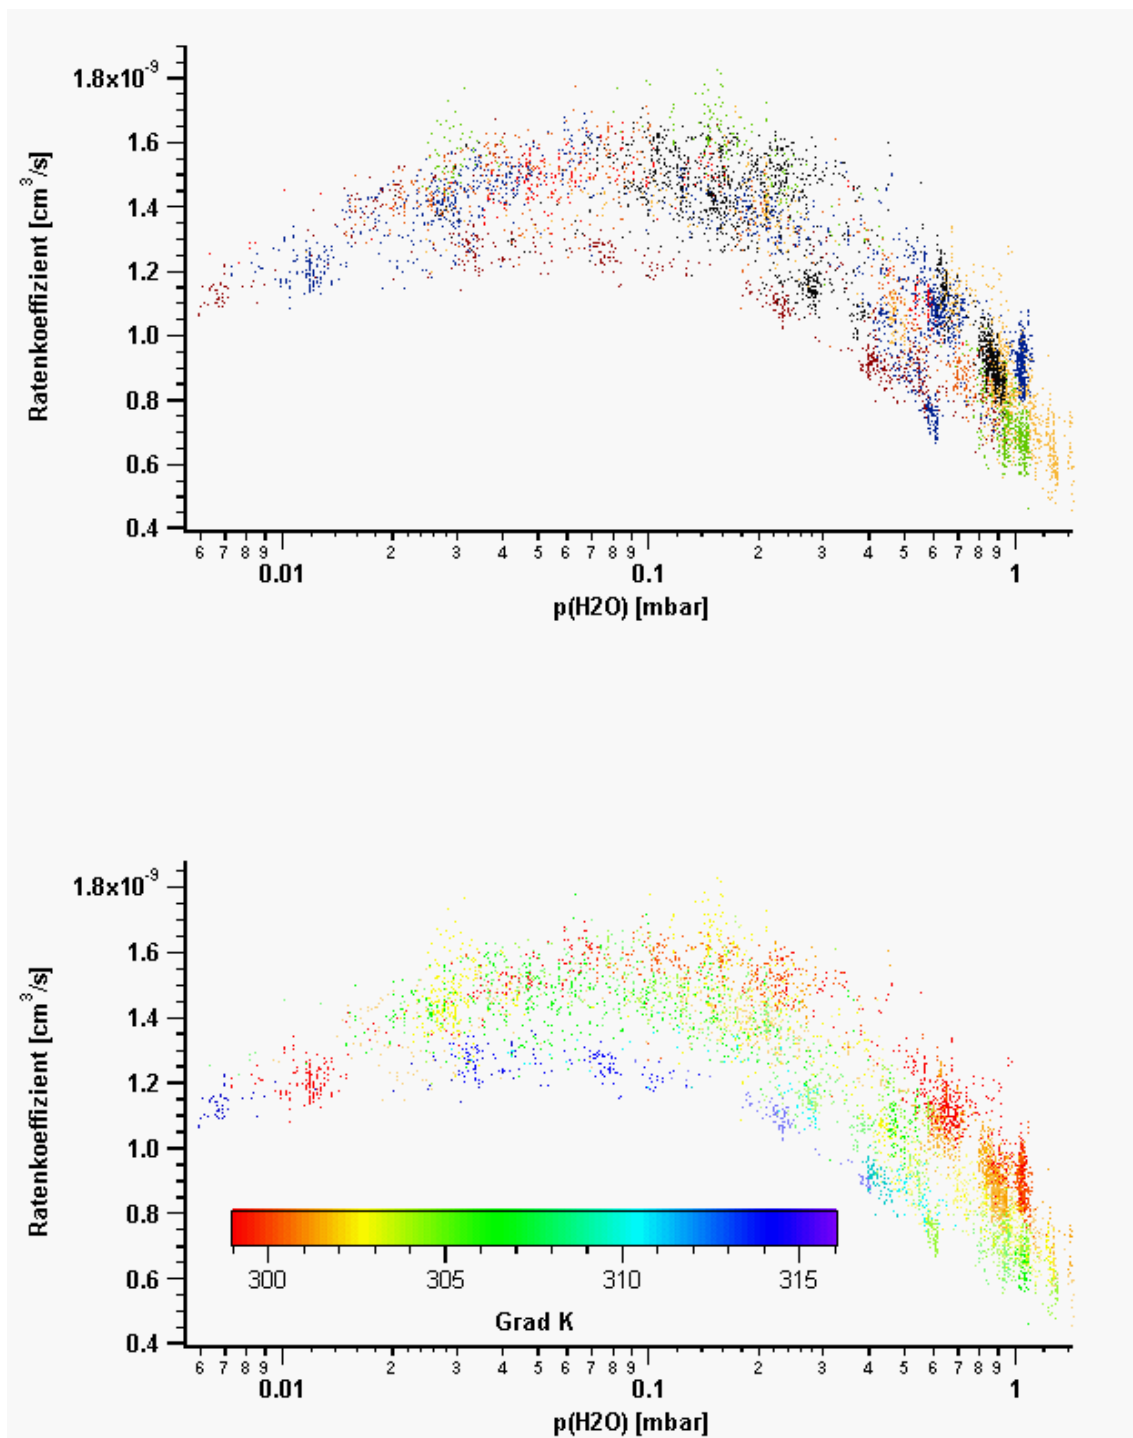 1.8x10⁻⁹
1.6
1.4
1.2
1.0
0.8
0.6
0.4
Ratenkoeffizient [cm³/s]
6 7 8 9 2 3 4 5 6 7 8 9 2 3 4 5 6 7 8 9
0.01 0.1 1
p(H2O) [mbar]
1.8x10⁻⁹
1.6
1.4
1.2
1.0
0.8
0.6
0.4
Ratenkoeffizient [cm³/s]
300 305 310 315
Grad K
6 7 8 9 2 3 4 5 6 7 8 9 2 3 4 5 6 7 8 9
0.01 0.1 1
p(H2O) [mbar]